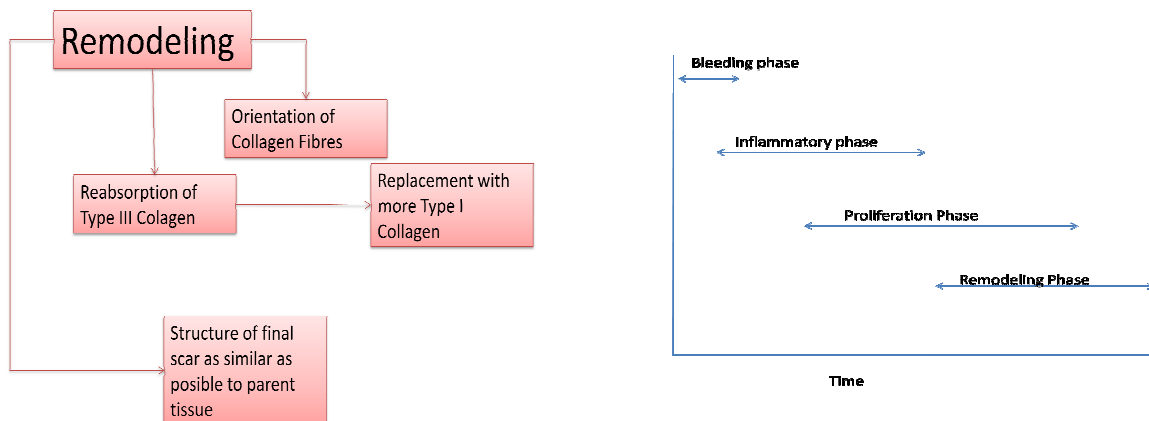 Remodeling
Orientation of
Collagen Fibres
Reabsorption of
Type III Colagen
Replacement with
more Type I
Collagen
Structure of final
scar as similar as
posible to parent
tissue
Bleeding phase
Inflammatory phase
Proliferation Phase
Remodeling Phase
Time